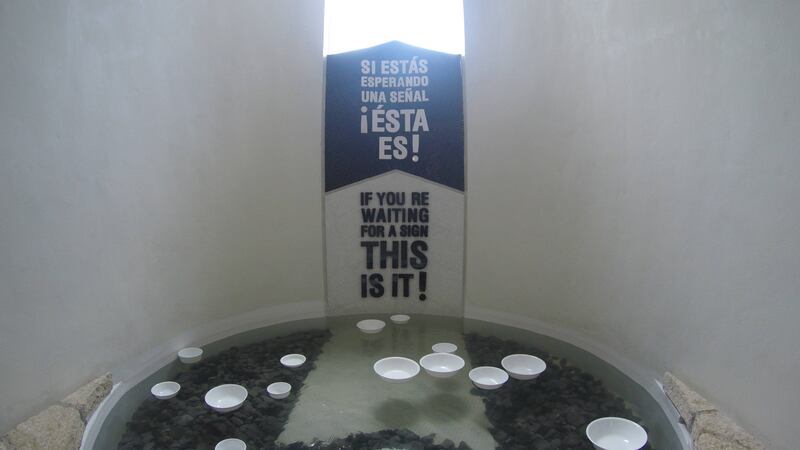 SI ESTÁS
ESPERANDO
UNA SEÑAL
¡ÉSTA
ES!
IF YOU RE
WAITING
FOR A SIGN
THIS
IS IT!